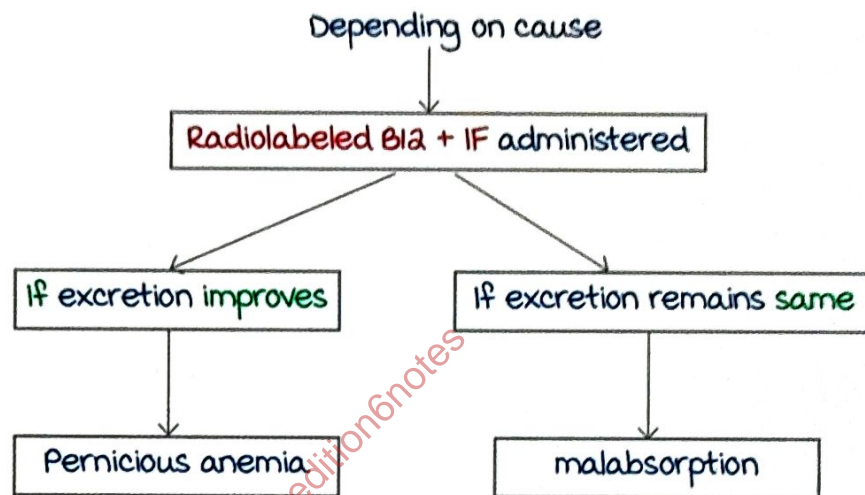 Depending on cause
Radiolabeled B12 + IF administered
If excretion improves
If excretion remains same
edition6notes
Pernicious anemia
malabsorption